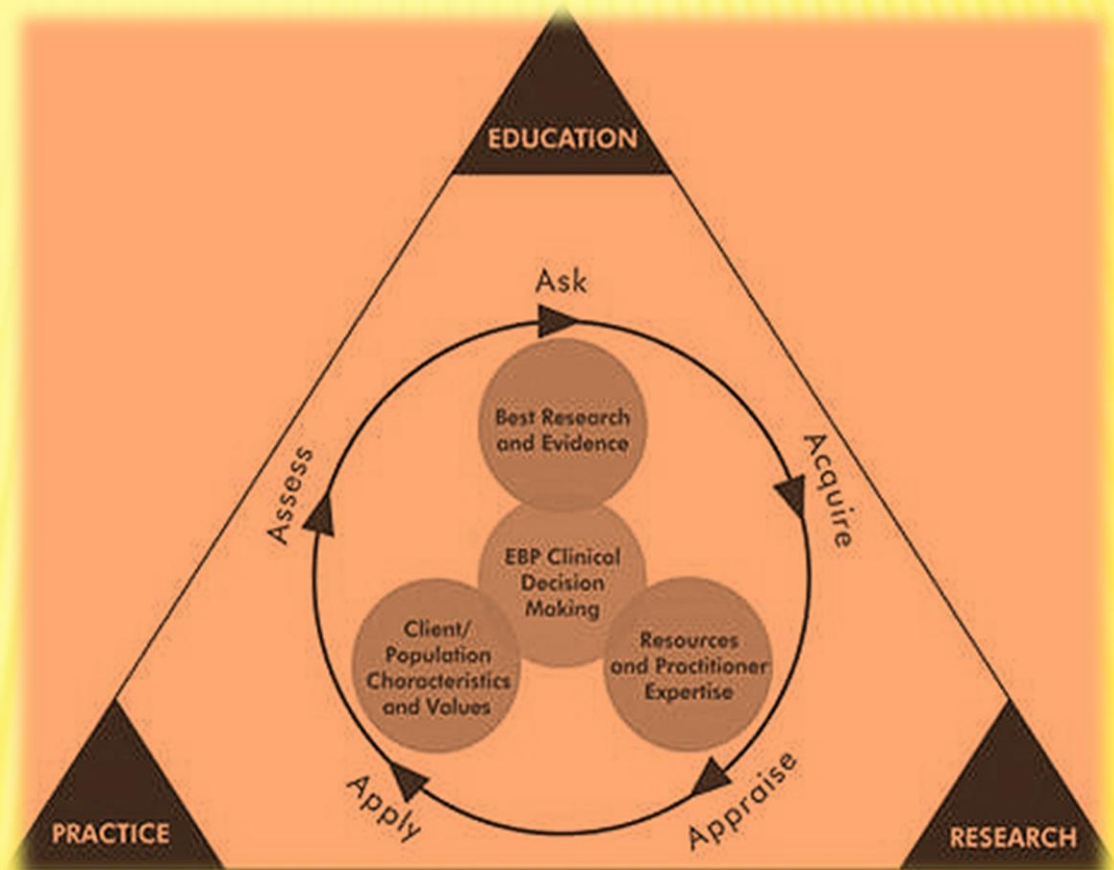 EDUCATION
Ask
Best Research
and Evidence
Assess
Acquire
EBP Clinical
Decision
Making
Client/
Population
Characteristics
and Values
Resources
and Practitioner
Expertise
Apply
Appraise
PRACTICE
RESEARCH